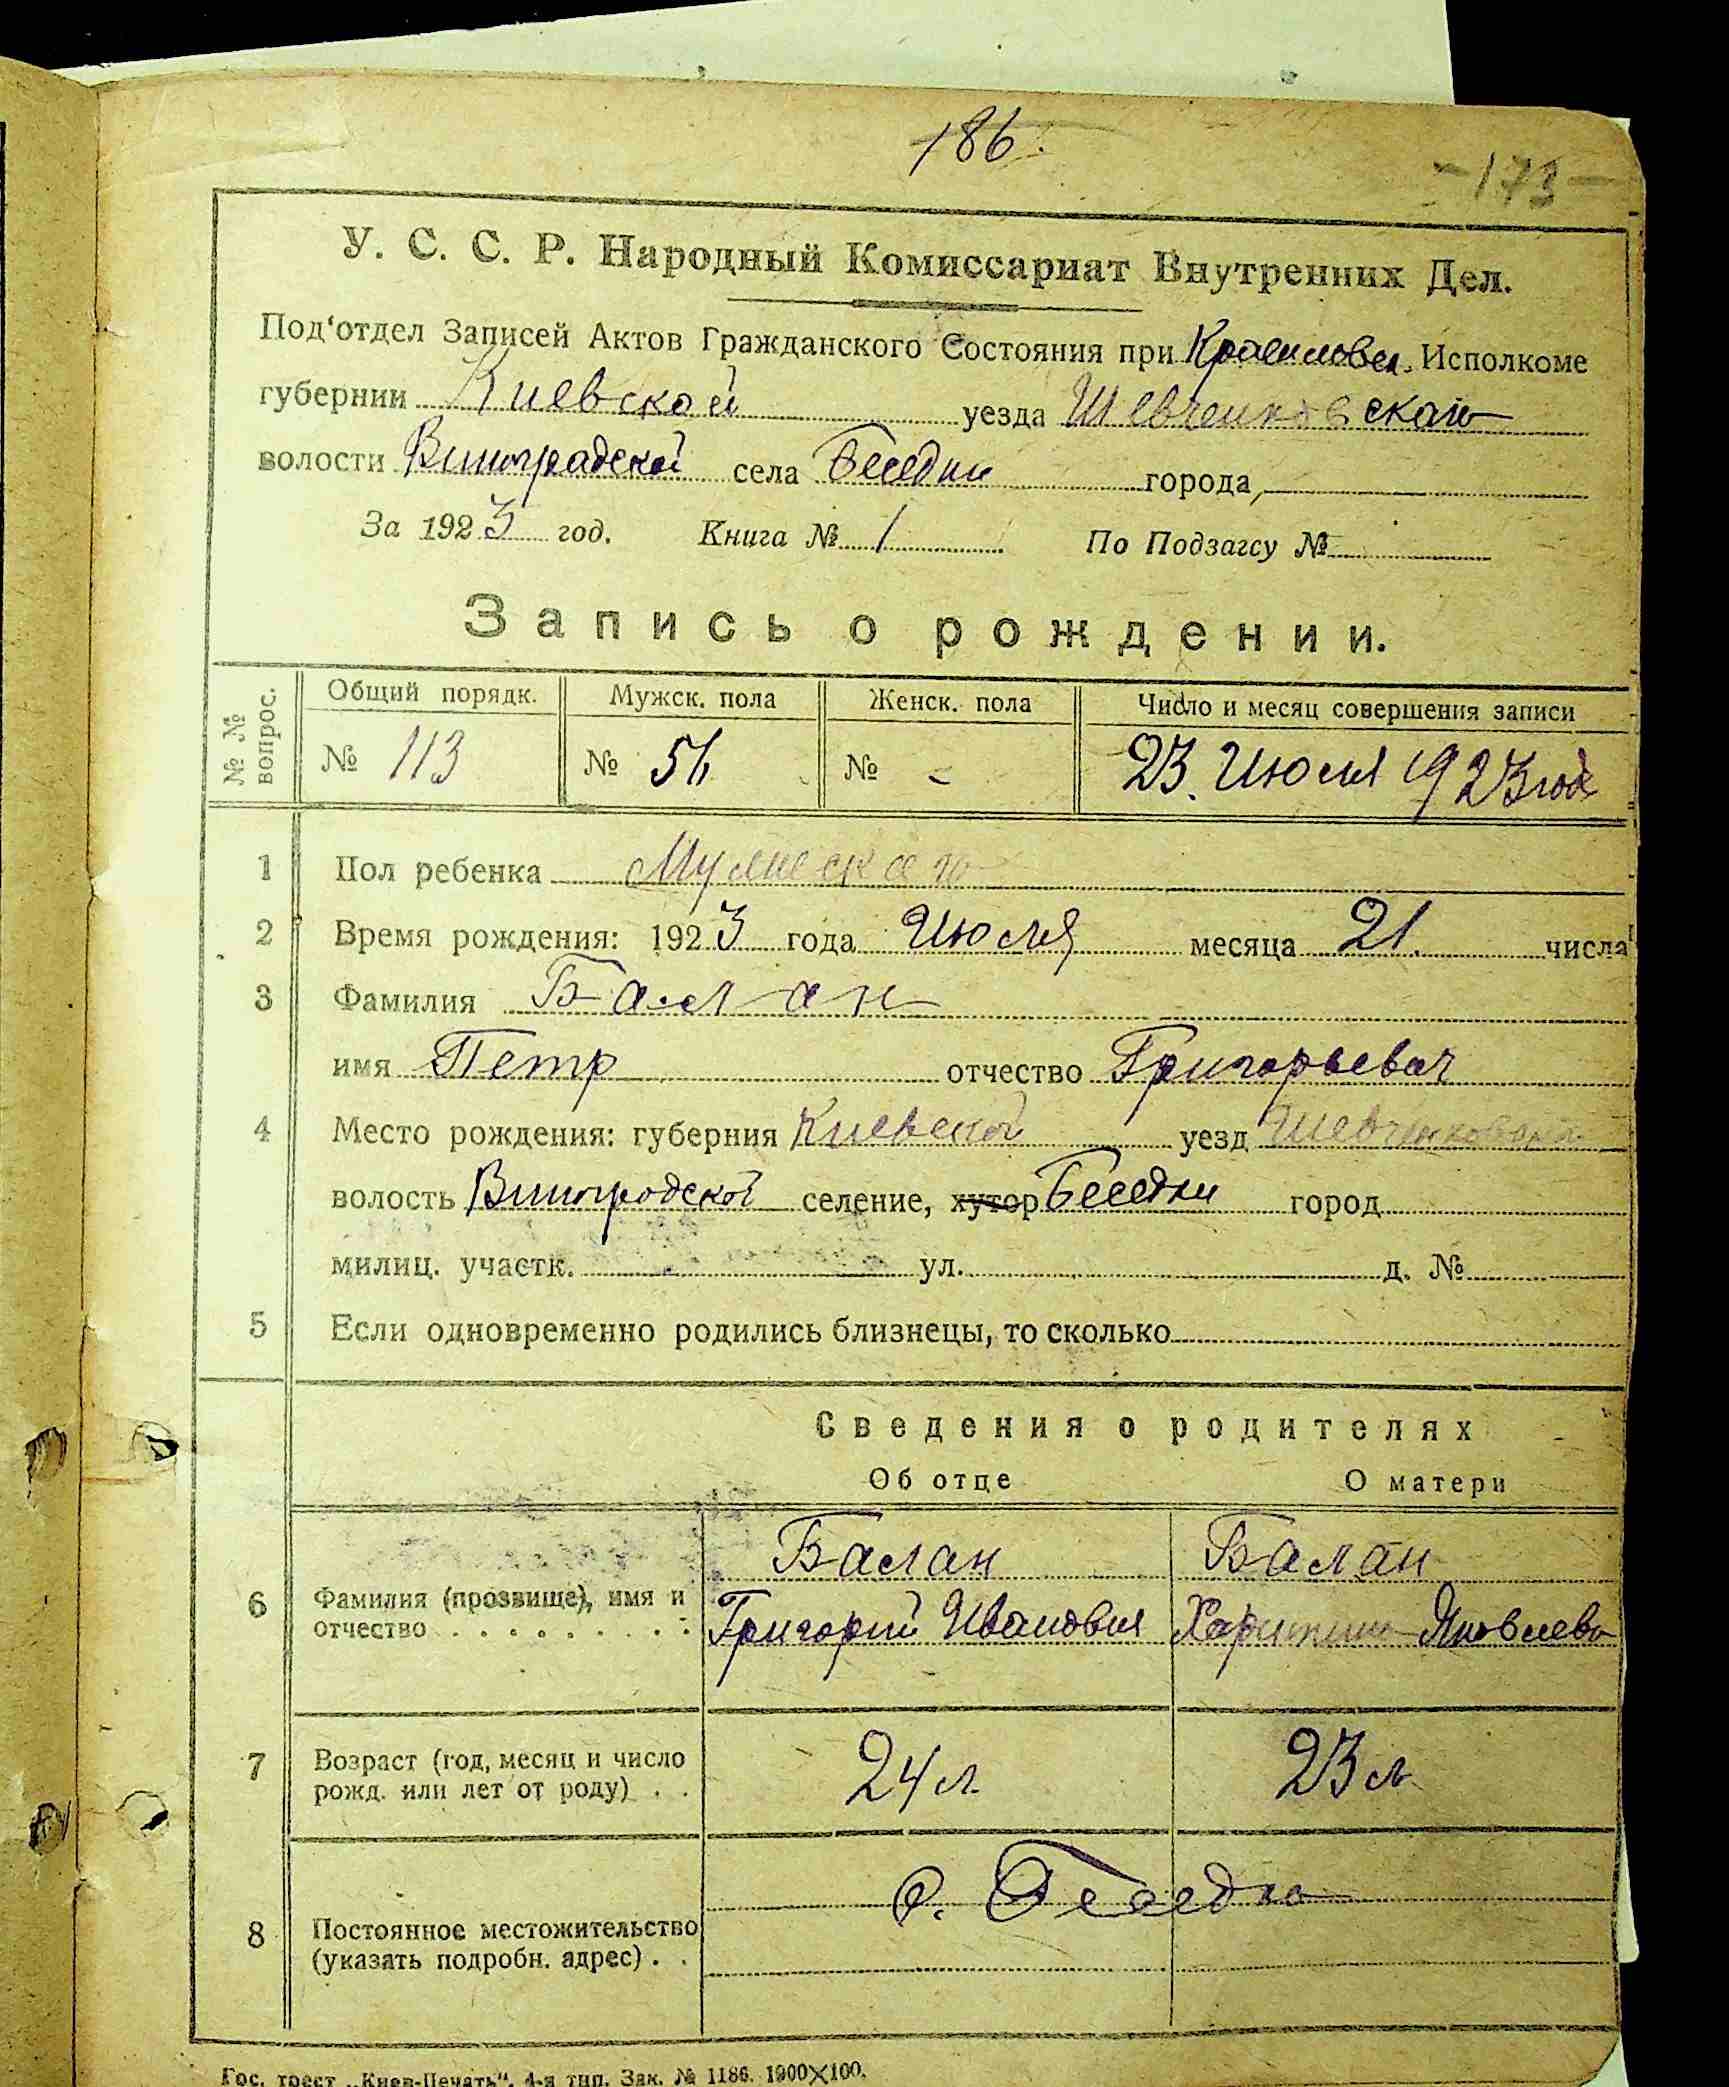 186.
-173-
У. С. С. Р. Народный Комиссариат Внутренних Дел.
Под'отдел Записей Актов Гражданского Состояния при Исполкоме
губернии Киевской уезда Шевченковскаго
волости Виноградской села Беседки города,
За 1923 год. Книга № 1 По Подзагсу №
Запись о рождении.
№ № вопрос.
Общий порядк. Мужск. пола Женск. пола Число и месяц совершения записи
№ 113 № № - 23. Июля 1923 год
1 Пол ребенка Мужескаго
2 Время рождения: 1923 года Июля месяца 21. числа
3 Фамилия Балан
имя Петр отчество Григорьевич
4 Место рождения: губерния Киевской уезд
волость Виноградской селение, хутор Беседки город
милиц. участк. ул. д. №
5 Если одновременно родились близнецы, то сколько
Сведения о родителях
Об отце О матери
Балан Балан
6 Фамилия (прозвище), имя и Григорий Иванович Харитина Яковлева
отчество
7 Возраст (год, месяц и число 24 л. 23 л.
рожд. или лет от роду)
с. Беседка
8 Постоянное местожительство
(указать подробн. адрес)
Гос. трест „Киев-Печать“, 4-я тип. Зак. № 1186. 1900×100.